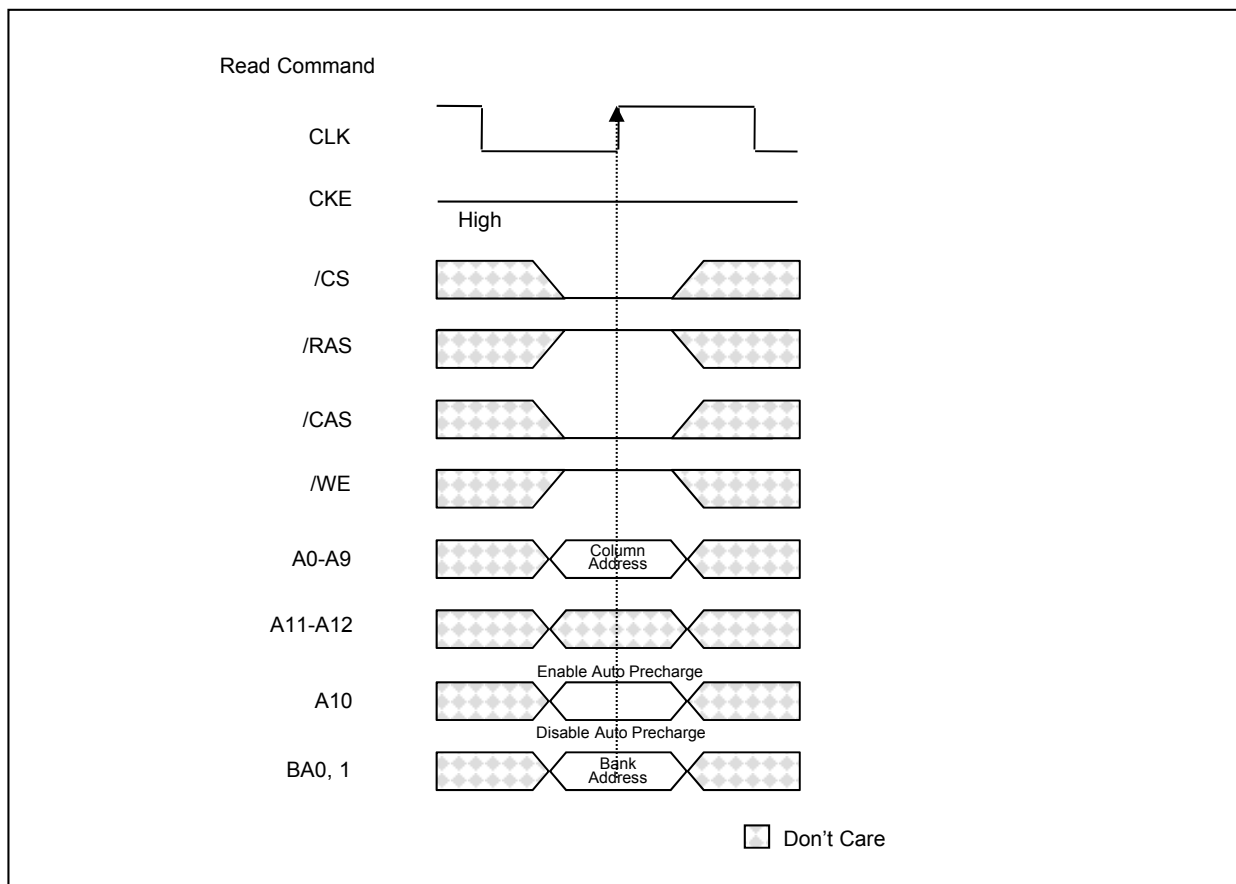 Read Command
CLK
CKE
High
/CS
/RAS
/CAS
/WE
A0-A9
Column
Address
A11-A12
Enable Auto Precharge
A10
Disable Auto Precharge
BA0, 1
Bank
Address
Don’t Care